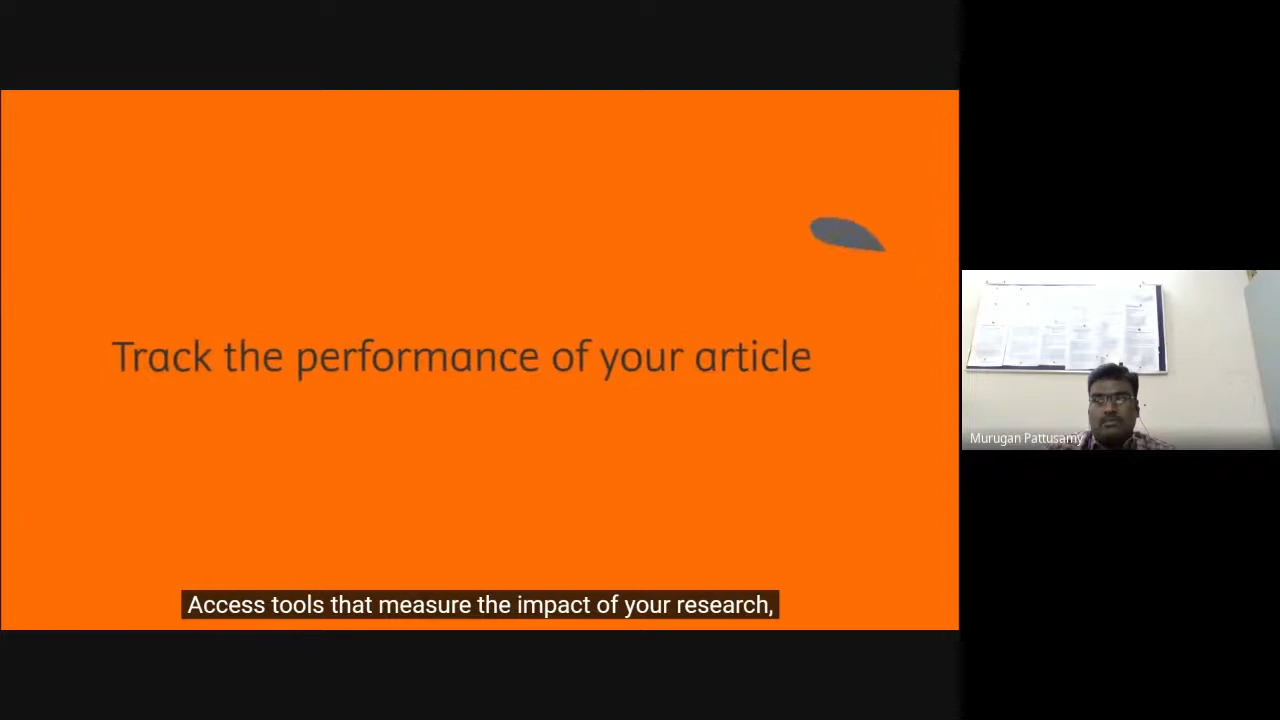 Track the performance of your article
Access tools that measure the impact of your research,
Murugan Pattusamy